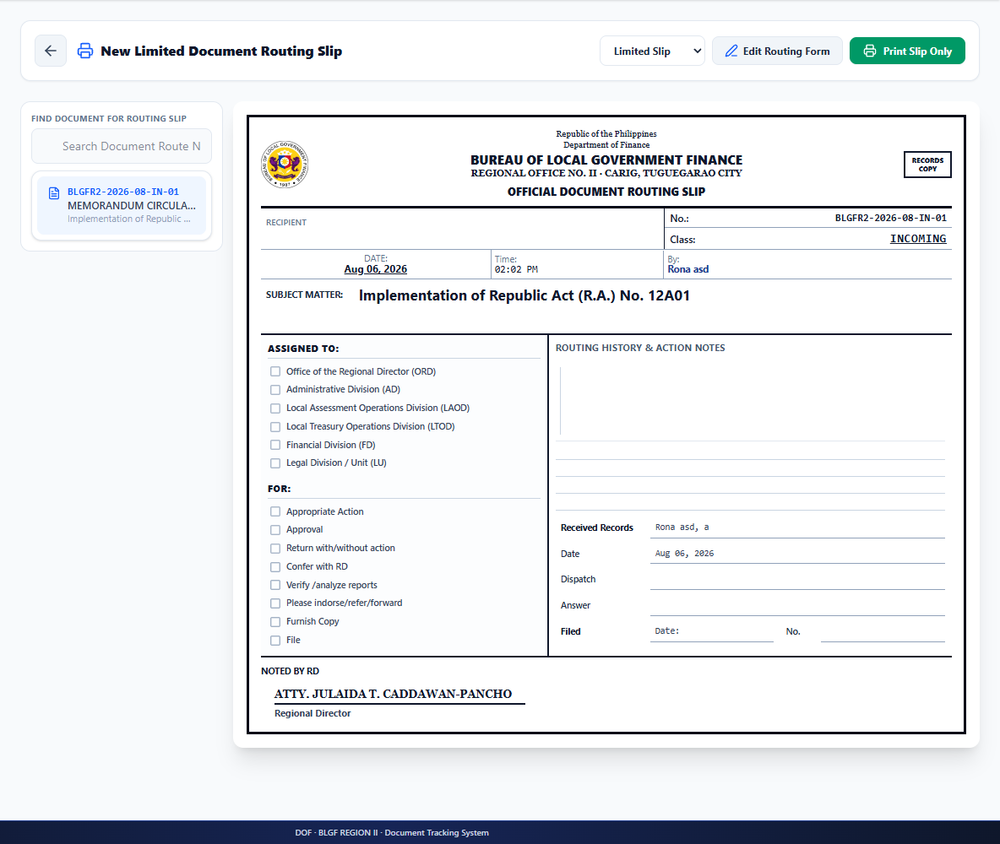 New Limited Document Routing Slip
Limited Slip
Edit Routing Form
Print Slip Only
FIND DOCUMENT FOR ROUTING SLIP
Search Document Route N
BLGFR2-2026-08-IN-01
MEMORANDUM CIRCULA...
Implementation of Republic ...
BUREAU OF LOCAL GOVERNMENT FINANCE
1987
Republic of the Philippines
Department of Finance
BUREAU OF LOCAL GOVERNMENT FINANCE
REGIONAL OFFICE NO. II · CARIG, TUGUEGARAO CITY
OFFICIAL DOCUMENT ROUTING SLIP
RECORDS
COPY
RECIPIENT
No.: BLGFR2-2026-08-IN-01
Class: INCOMING
DATE:
Aug 06, 2026
Time:
02:02 PM
By:
Rona asd
SUBJECT MATTER: Implementation of Republic Act (R.A.) No. 12A01
ASSIGNED TO:
Office of the Regional Director (ORD)
Administrative Division (AD)
Local Assessment Operations Division (LAOD)
Local Treasury Operations Division (LTOD)
Financial Division (FD)
Legal Division / Unit (LU)
FOR:
Appropriate Action
Approval
Return with/without action
Confer with RD
Verify /analyze reports
Please indorse/refer/forward
Furnish Copy
File
ROUTING HISTORY & ACTION NOTES
Received Records Rona asd, a
Date Aug 06, 2026
Dispatch
Answer
Filed Date: No.
NOTED BY RD
ATTY. JULAIDA T. CADDAWAN-PANCHO
Regional Director
DOF · BLGF REGION II · Document Tracking System